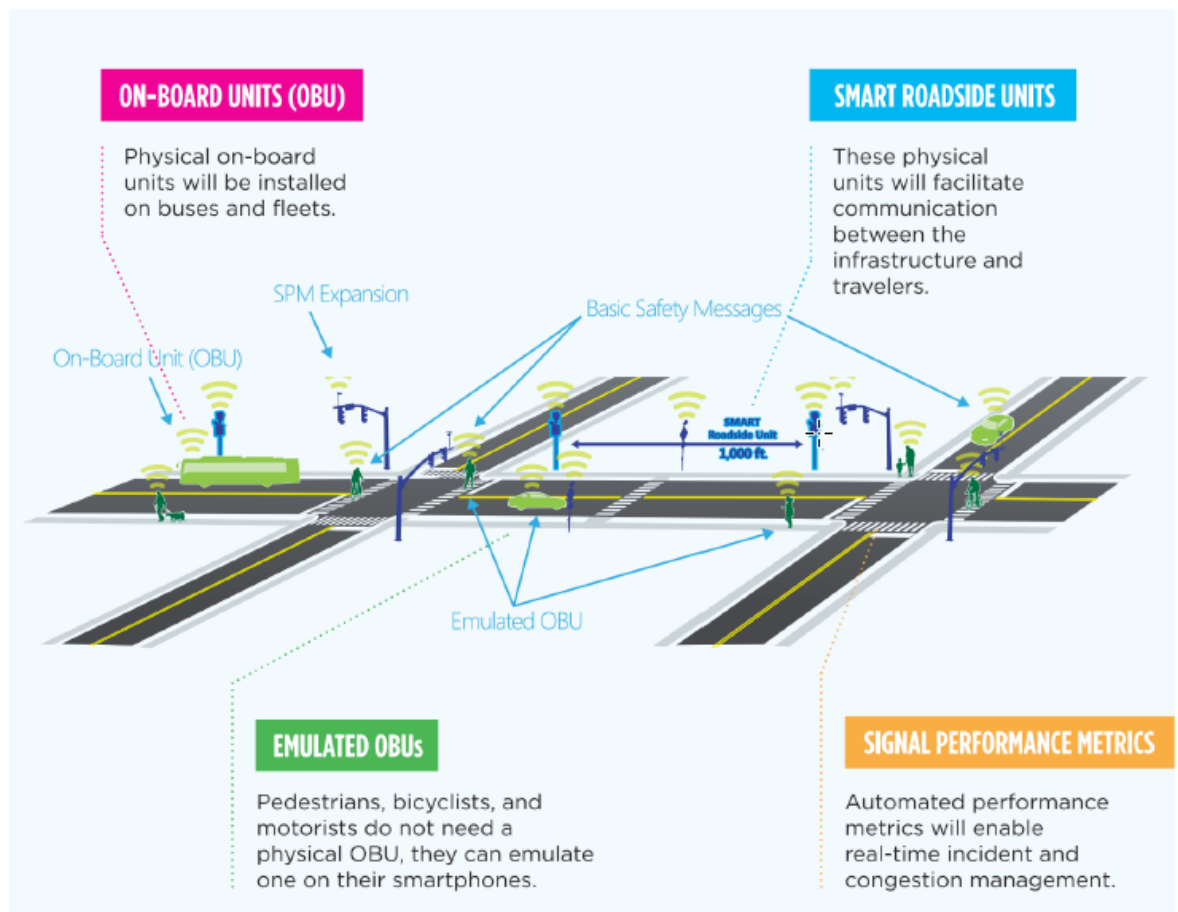 ON-BOARD UNITS (OBU)
Physical on-board
units will be installed
on buses and fleets.
SMART ROADSIDE UNITS
These physical
units will facilitate
communication
between the
infrastructure and
travelers.
SPM Expansion
Basic Safety Messages
On-Board Unit (OBU)
SMART
Roadside Unit
1,000 ft.
Emulated OBU
EMULATED OBUs
Pedestrians, bicyclists, and
motorists do not need a
physical OBU, they can emulate
one on their smartphones.
SIGNAL PERFORMANCE METRICS
Automated performance
metrics will enable
real-time incident and
congestion management.